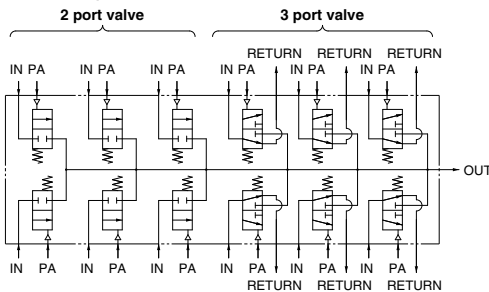 2 port valve 3 port valve
RETURN RETURN RETURN
IN PA IN PA IN PA IN PA IN PA IN PA
OUT
IN PA IN PA IN PA IN PA IN PA IN PA
RETURN RETURN RETURN